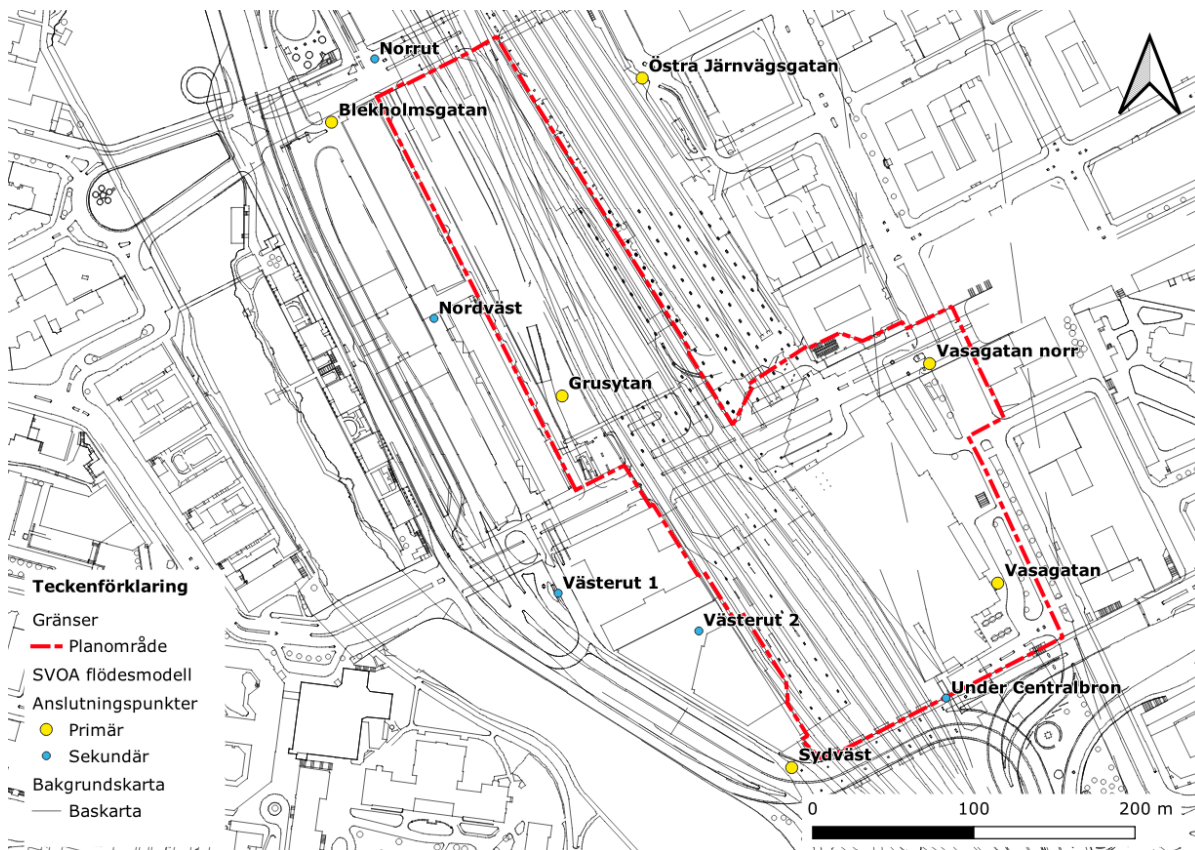 Norrut
Östra Järnvägsgatan
Blekholmsgatan
Nordväst
Vasagatan norr
Grusytan
Vasagatan
Västerut 1
Västerut 2
Under Centralbron
Sydväst
Teckenförklaring
Gränser
Planområde
SVOA flödesmodell
Anslutningspunkter
Primär
Sekundär
Bakgrundskarta
Baskarta
0 100 200 m